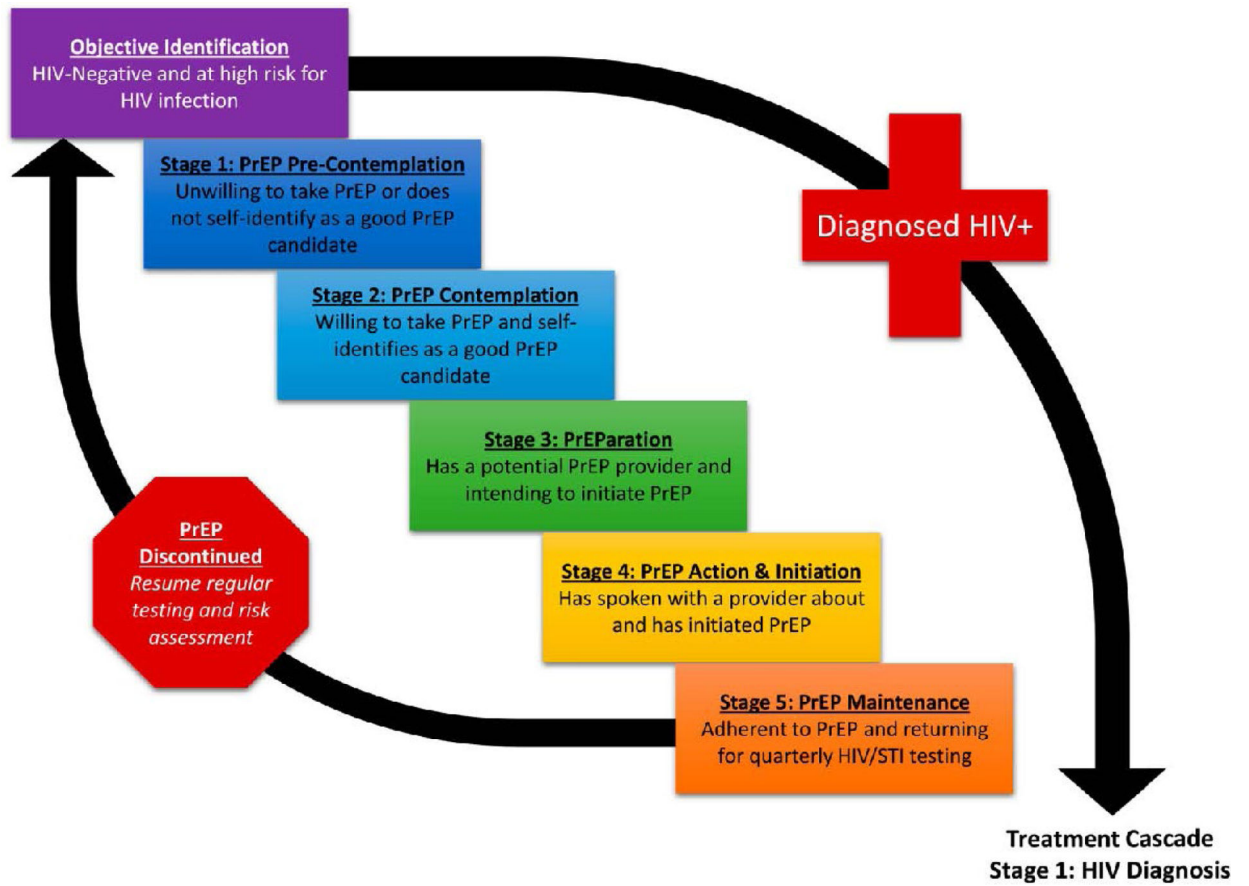 Objective Identification
HIV-Negative and at high risk for
HIV infection
Stage 1: PrEP Pre-Contemplation
Unwilling to take PrEP or does
not self-identify as a good PrEP
candidate
Diagnosed HIV+
Stage 2: PrEP Contemplation
Willing to take PrEP and self-
identifies as a good PrEP
candidate
Stage 3: PrEParation
Has a potential PrEP provider and
intending to initiate PrEP
PrEP
Discontinued
Resume regular
testing and risk
assessment
Stage 4: PrEP Action & Initiation
Has spoken with a provider about
and has initiated PrEP
Stage 5: PrEP Maintenance
Adherent to PrEP and returning
for quarterly HIV/STI testing
Treatment Cascade
Stage 1: HIV Diagnosis